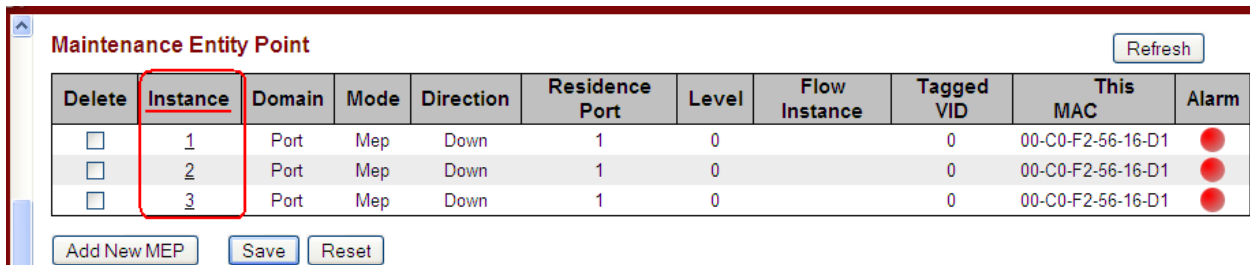 Maintenance Entity Point
Refresh
Delete Instance Domain Mode Direction Residence Port Level Flow Instance Tagged VID This MAC Alarm
1 Port Mep Down 1 0 0 00-C0-F2-56-16-D1
2 Port Mep Down 1 0 0 00-C0-F2-56-16-D1
3 Port Mep Down 1 0 0 00-C0-F2-56-16-D1
Add New MEP Save Reset